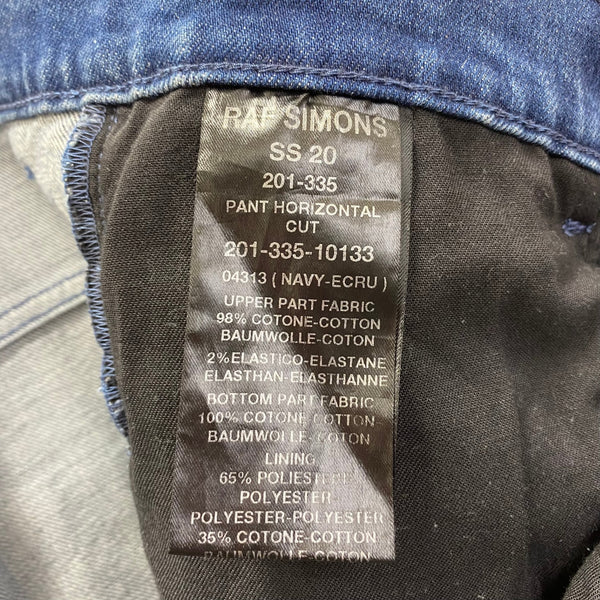 RAF SIMONS
SS 20
201-335
PANT HORIZONTAL
CUT
201-335-10133
04313 ( NAVY-ECRU )
UPPER PART FABRIC
98% COTONE-COTTON
BAUMWOLLE-COTON
2% ELASTICO-ELASTANE
ELASTHAN-ELASTHANNE
BOTTOM PART FABRIC
100% COTONE-COTTON-
BAUMWOLLE-COTON
LINING
65% POLIESTERE
POLYESTER
POLYESTER-POLYESTER
35% COTONE-COTTON
BAUMWOLLE-COTON